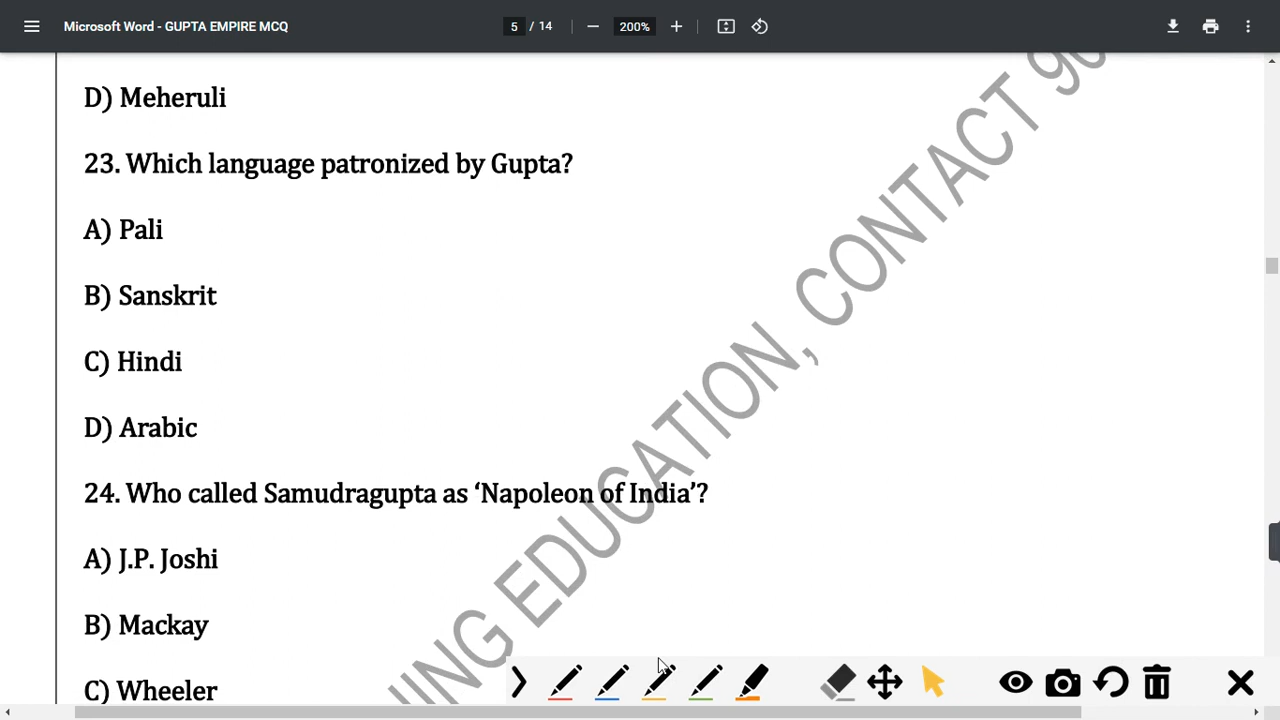 Microsoft Word - GUPTA EMPIRE MCQ
5 / 14
200%
D) Meheruli
23. Which language patronized by Gupta?
A) Pali
B) Sanskrit
C) Hindi
D) Arabic
24. Who called Samudragupta as ‘Napoleon of India’?
A) J.P. Joshi
B) Mackay
C) Wheeler
EDUCATION, CONTACT